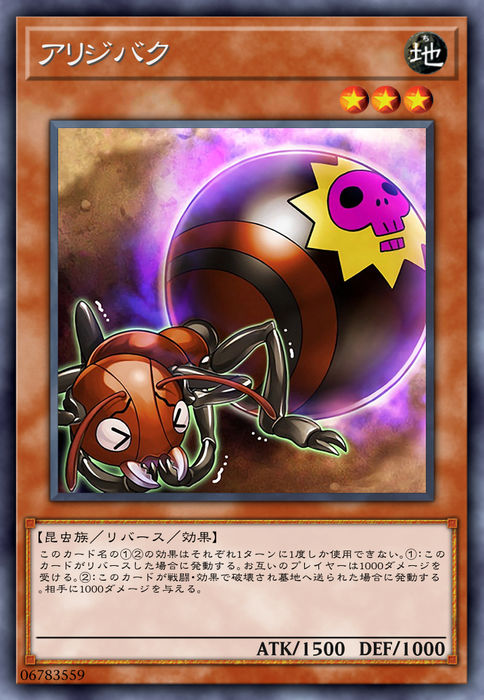 アリジバク
ち
地
【昆虫族／リバース／効果】
このカード名の①②の効果はそれぞれ1ターンに1度しか使用できない。①：この
カードがリバースした場合に発動する。お互いのプレイヤーは1000ダメージを
受ける。②：このカードが戦闘・効果で破壊され墓地へ送られた場合に発動する
。相手に1000ダメージを与える。
ATK/1500 DEF/1000
06783559